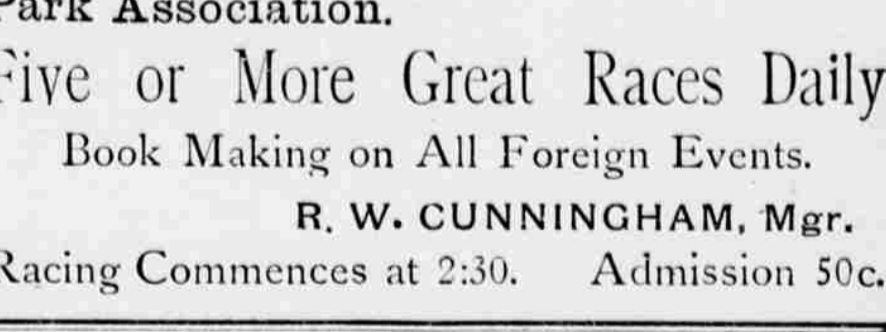 Park Association.
Five or More Great Races Daily
Book Making on All Foreign Events.
R. W. CUNNINGHAM, Mgr.
Racing Commences at 2:30. Admission 50c.